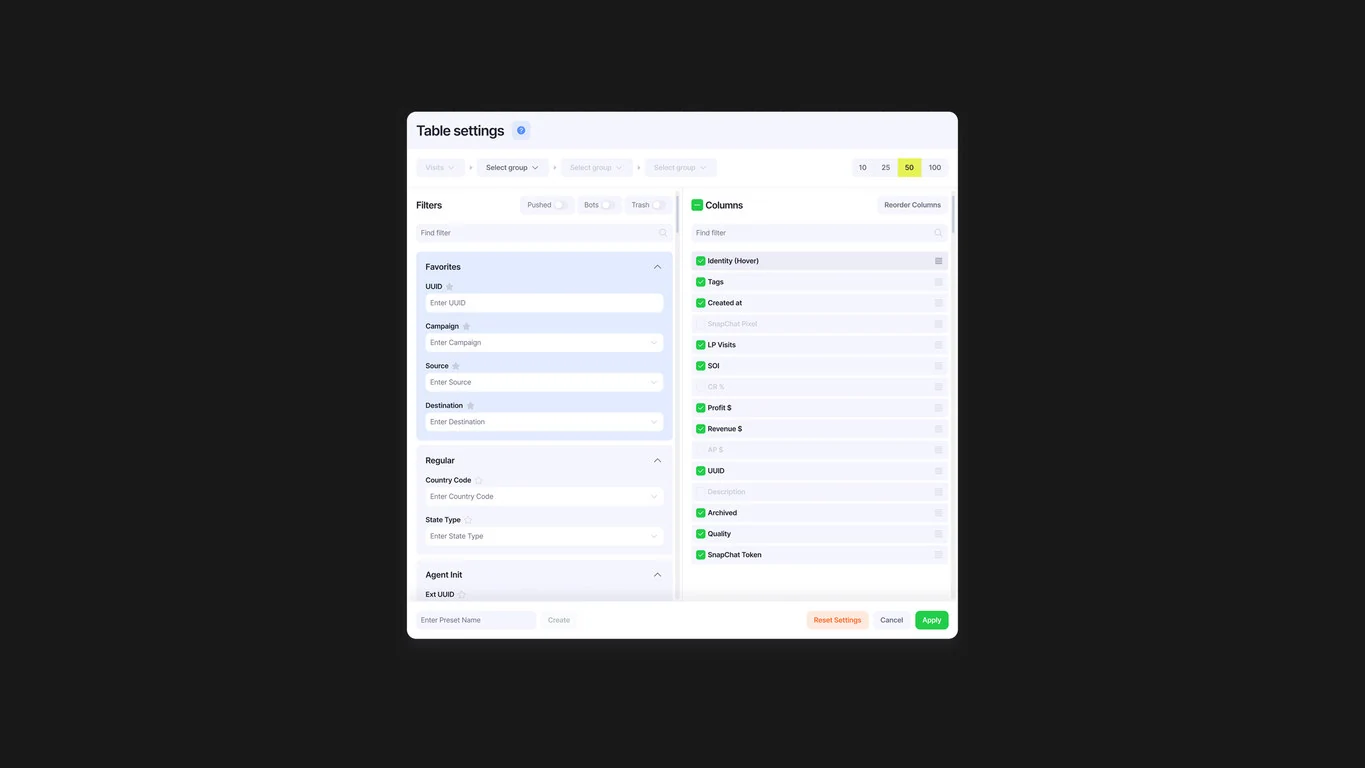 Table settings ?
Visits Select group Select group Select group 10 25 50 100
Filters Pushed Bots Trash
Find filter
Favorites
UUID
Enter UUID
Campaign
Enter Campaign
Source
Enter Source
Destination
Enter Destination
Regular
Country Code
Enter Country Code
State Type
Enter State Type
Agent Init
Ext UUID
Columns Reorder Columns
Find filter
Identity (Hover)
Tags
Created at
SnapChat Pixel
LP Visits
SOI
CB %
Profit $
Revenue $
AP $
UUID
Description
Archived
Quality
SnapChat Token
Enter Preset Name Create Reset Settings Cancel Apply